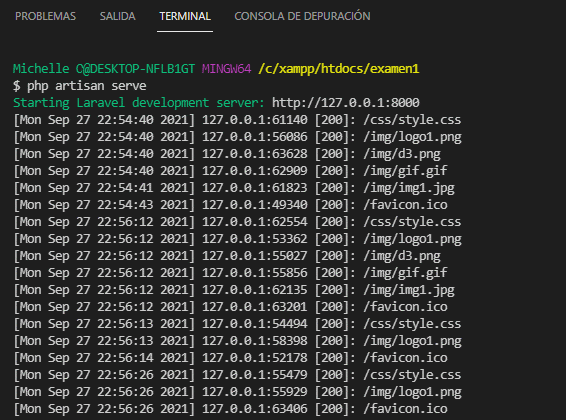 PROBLEMAS SALIDA TERMINAL CONSOLA DE DEPURACIÓN
Michelle C@DESKTOP-NFLB1GT MINGW64 /c/xampp/htdocs/examen1
$ php artisan serve
Starting Laravel development server: http://127.0.0.1:8000
[Mon Sep 27 22:54:40 2021] 127.0.0.1:61140 [200]: /css/style.css
[Mon Sep 27 22:54:40 2021] 127.0.0.1:56086 [200]: /img/logo1.png
[Mon Sep 27 22:54:40 2021] 127.0.0.1:63628 [200]: /img/d3.png
[Mon Sep 27 22:54:40 2021] 127.0.0.1:62909 [200]: /img/gif.gif
[Mon Sep 27 22:54:41 2021] 127.0.0.1:61823 [200]: /img/img1.jpg
[Mon Sep 27 22:54:43 2021] 127.0.0.1:49340 [200]: /favicon.ico
[Mon Sep 27 22:56:12 2021] 127.0.0.1:62554 [200]: /css/style.css
[Mon Sep 27 22:56:12 2021] 127.0.0.1:53362 [200]: /img/logo1.png
[Mon Sep 27 22:56:12 2021] 127.0.0.1:55027 [200]: /img/d3.png
[Mon Sep 27 22:56:12 2021] 127.0.0.1:55856 [200]: /img/gif.gif
[Mon Sep 27 22:56:12 2021] 127.0.0.1:62135 [200]: /img/img1.jpg
[Mon Sep 27 22:56:12 2021] 127.0.0.1:63201 [200]: /favicon.ico
[Mon Sep 27 22:56:13 2021] 127.0.0.1:54494 [200]: /css/style.css
[Mon Sep 27 22:56:13 2021] 127.0.0.1:58398 [200]: /img/logo1.png
[Mon Sep 27 22:56:14 2021] 127.0.0.1:52178 [200]: /favicon.ico
[Mon Sep 27 22:56:26 2021] 127.0.0.1:55479 [200]: /css/style.css
[Mon Sep 27 22:56:26 2021] 127.0.0.1:55929 [200]: /img/logo1.png
[Mon Sep 27 22:56:26 2021] 127.0.0.1:63406 [200]: /favicon.ico